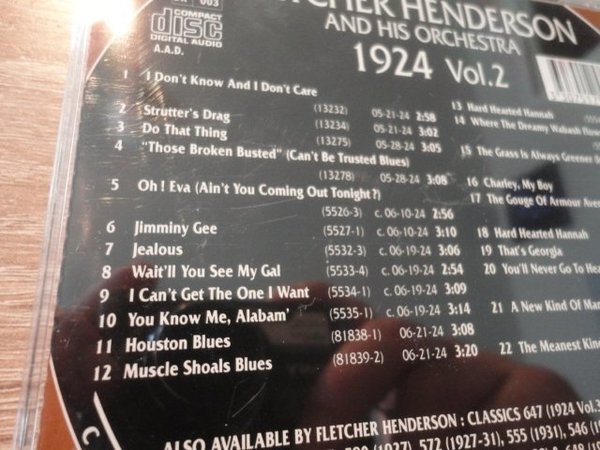 003
COMPACT
disc
DIGITAL AUDIO
A.A.D.
HENDERSON
AND HIS ORCHESTRA
1924 Vol.2
1 I Don't Know And I Don't Care
(13232) 05-21-24 2:58
2 Strutter's Drag (13234) 05-21-24 3:02
3 Do That Thing (13275) 05-28-24 3:05
4 "Those Broken Busted" (Can't Be Trusted Blues)
(13278) 05-28-24 3:08
5 Oh ! Eva (Ain't You Coming Out Tonight ?)
(5526-3) c. 06-10-24 2:56
6 Jimminy Gee (5527-1) c. 06-10-24 3:10
7 Jealous (5532-3) c. 06-19-24 3:06
8 Wait'll You See My Gal (5533-4) c. 06-19-24 2:54
9 I Can't Get The One I Want (5534-1) c. 06-19-24 3:09
10 You Know Me, Alabam' (5535-1) c. 06-19-24 3:14
11 Houston Blues (81838-1) 06-21-24 3:08
12 Muscle Shoals Blues (81839-2) 06-21-24 3:20
13 Hard Hearted Hannah
14 Where The Dreamy Wabash
15 The Grass Is Always Greener
16 Charley, My Boy
17 The Gouge Of Armour
18 Hard Hearted Hannah
19 That's Georgia
20 You'll Never Go To
21 A New Kind Of
22 The Meanest
ALSO AVAILABLE BY FLETCHER HENDERSON : CLASSICS 647 (1924 Vol.3
(1927), 572 (1927-31), 555 (1931), 546